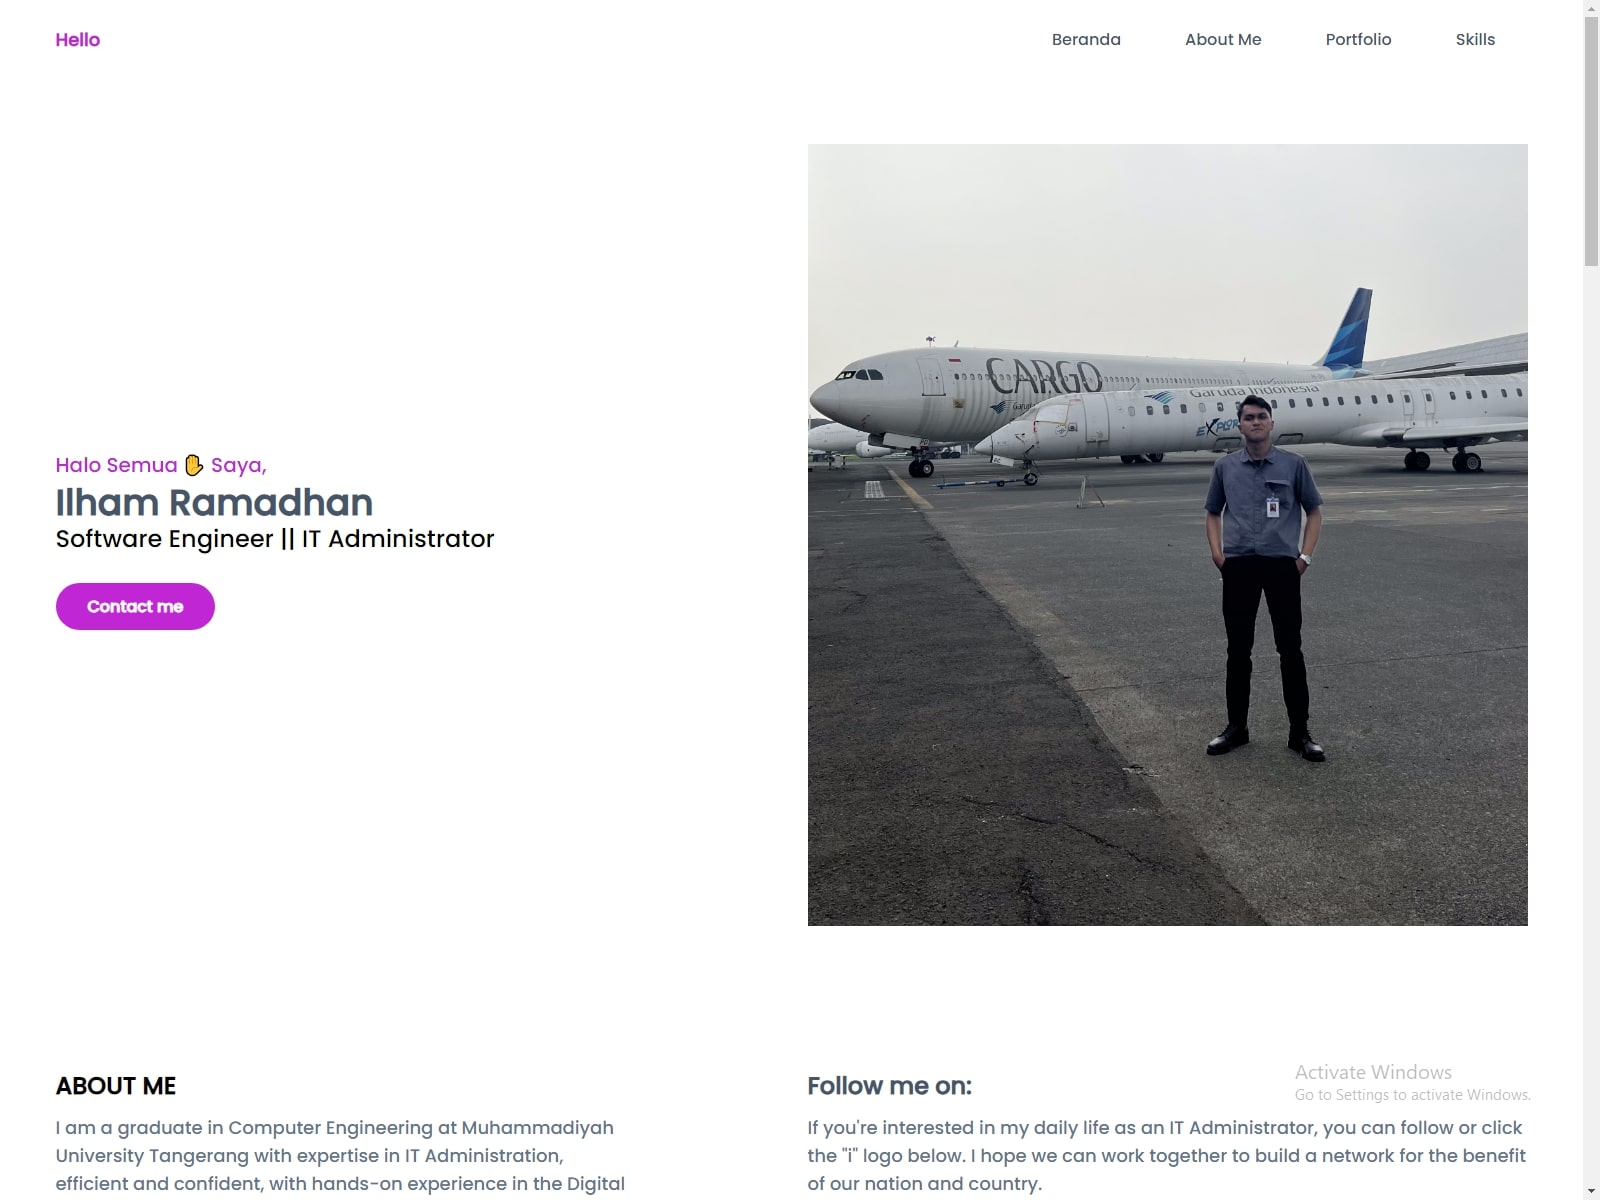 Hello
Beranda About Me Portfolio Skills
CARGO
Garuda Indonesia
Halo Semua ✋ Saya,
Ilham Ramadhan
Software Engineer || IT Administrator
Contact me
ABOUT ME
I am a graduate in Computer Engineering at Muhammadiyah
University Tangerang with expertise in IT Administration,
efficient and confident, with hands-on experience in the Digital
Follow me on:
If you're interested in my daily life as an IT Administrator, you can follow or click
the "i" logo below. I hope we can work together to build a network for the benefit
of our nation and country.
Activate Windows
Go to Settings to activate Windows.